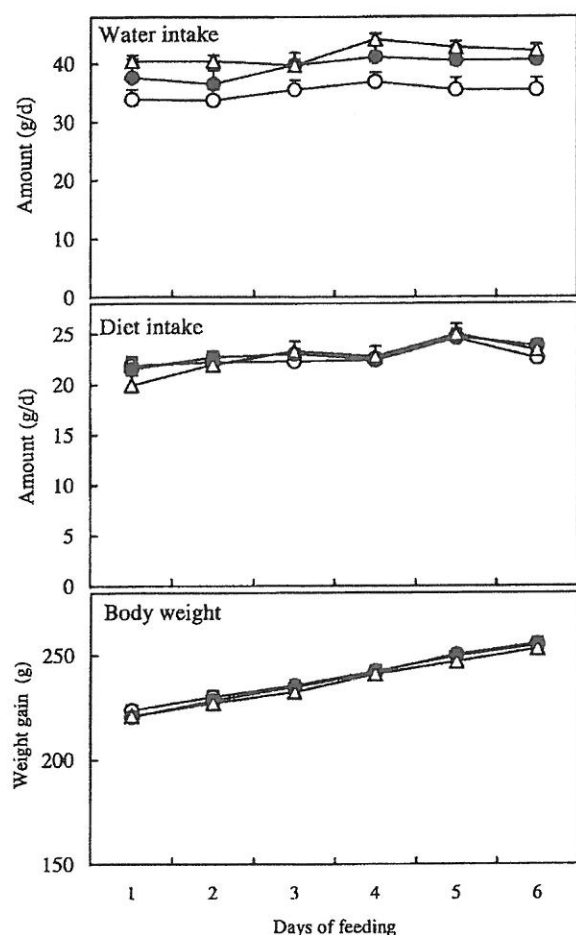 Water intake
Amount (g/d)
40
30
20
10
0
Diet intake
Amount (g/d)
25
20
15
10
5
0
Body weight
Weight gain (g)
250
200
150
1 2 3 4 5 6
Days of feeding